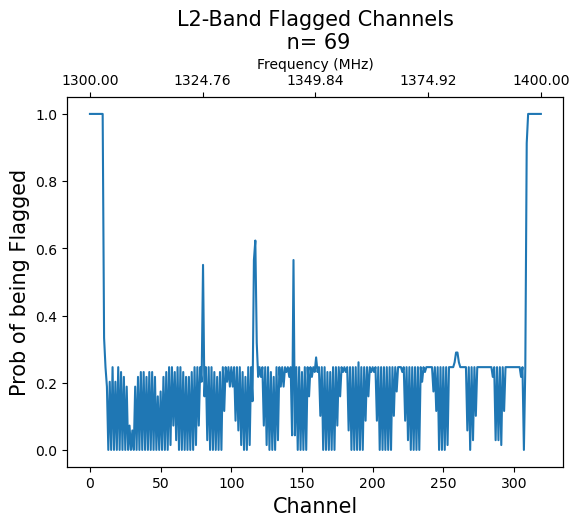 L2-Band Flagged Channels
n= 69
Frequency (MHz)
1300.00 1324.76 1349.84 1374.92 1400.00
1.0
0.8
0.6
0.4
0.2
0.0
Prob of being Flagged
0 50 100 150 200 250 300
Channel